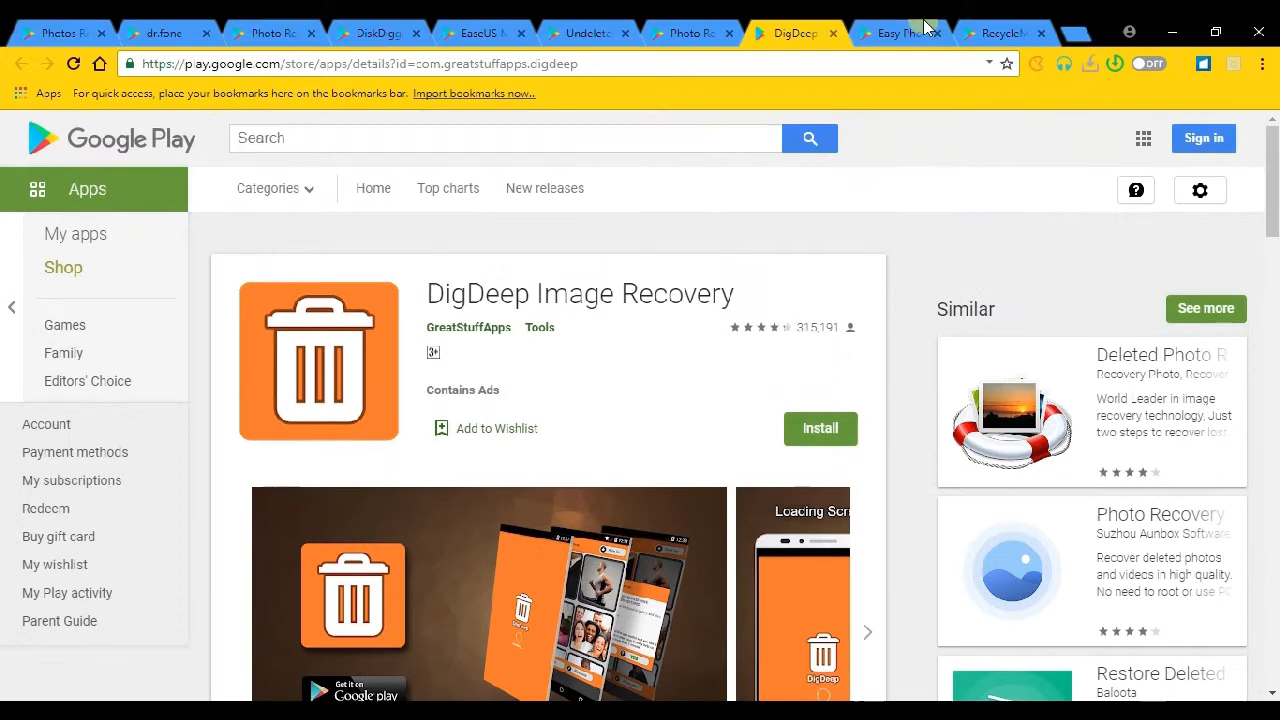 Photos Re
dr.fone
Photo Re
DiskDigg
EaseUS M
Undelete
Photo Re
DigDeep
Easy Pho
RecycleM
https://play.google.com/store/apps/details?id=com.greatstuffapps.digdeep
OFF
Apps For quick access, place your bookmarks here on the bookmarks bar. Import bookmarks now...
Google Play
Search
Sign in
Apps
Categories
Home
Top charts
New releases
My apps
Shop
Games
Family
Editors' Choice
Account
Payment methods
My subscriptions
Redeem
Buy gift card
My wishlist
My Play activity
Parent Guide
DigDeep Image Recovery
GreatStuffApps Tools
315,191
3+
Contains Ads
Add to Wishlist
Install
Get it on
Google play
DigDeep
Loading Scr
DigDeep
Similar
See more
Deleted Photo R
Recovery Photo, Recover
World Leader in image
recovery technology. Just
two steps to recover lost
Photo Recovery
Suzhou Aunbox Software
Recover deleted photos
and videos in high quality.
No need to root or use PC
Restore Deleted
Baloota